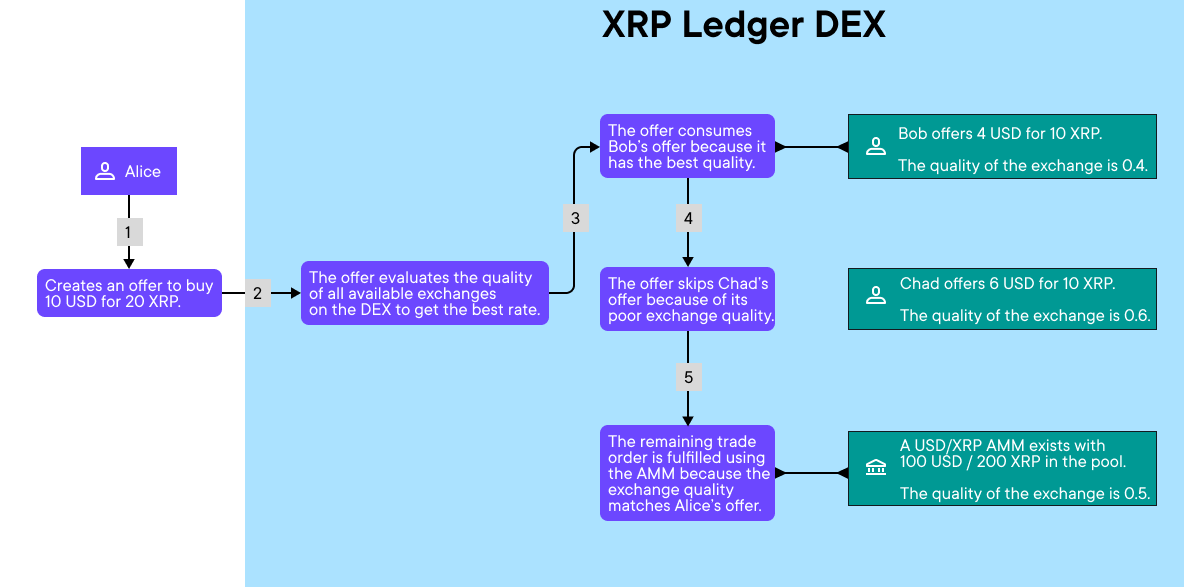 XRP Ledger DEX
Alice
1
Creates an offer to buy
10 USD for 20 XRP.
2
The offer evaluates the quality
of all available exchanges
on the DEX to get the best rate.
3
The offer consumes
Bob's offer because it
has the best quality.
Bob offers 4 USD for 10 XRP.
The quality of the exchange is 0.4.
4
The offer skips Chad's
offer because of its
poor exchange quality.
Chad offers 6 USD for 10 XRP.
The quality of the exchange is 0.6.
5
The remaining trade
order is fulfilled using
the AMM because the
exchange quality
matches Alice's offer.
A USD/XRP AMM exists with
100 USD / 200 XRP in the pool.
The quality of the exchange is 0.5.